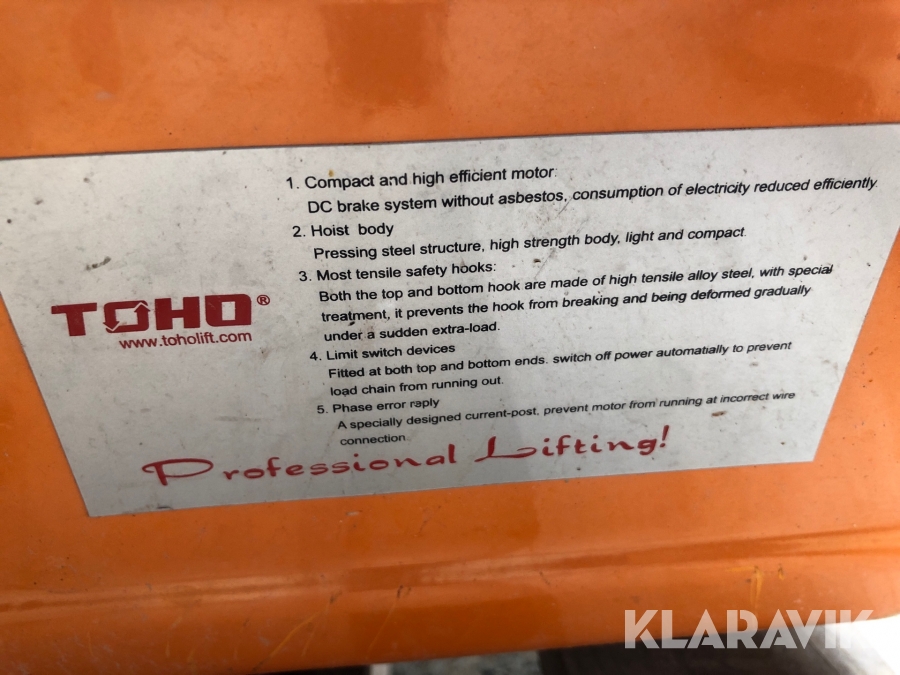 TOHO®
www.toholift.com
1. Compact and high efficient motor:
DC brake system without asbestos, consumption of electricity reduced efficiently.
2. Hoist body
Pressing steel structure, high strength body, light and compact.
3. Most tensile safety hooks:
Both the top and bottom hook are made of high tensile alloy steel, with special
treatment, it prevents the hook from breaking and being deformed gradually
under a sudden extra-load.
4. Limit switch devices
Fitted at both top and bottom ends. switch off power automatially to prevent
load chain from running out.
5. Phase error raply
A specially designed current-post, prevent motor from running at incorrect wire
connection.
Professional Lifting!
KLARAVIK